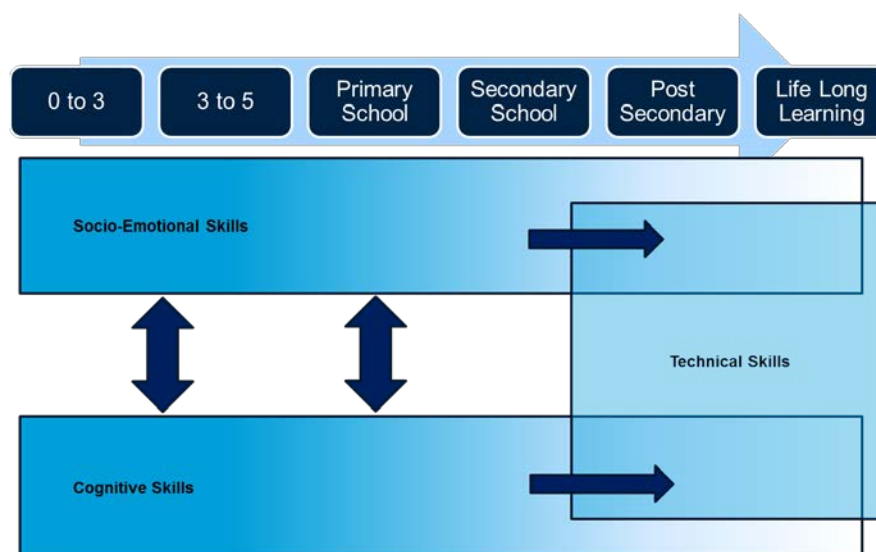 0 to 3
3 to 5
Primary
School
Secondary
School
Post
Secondary
Life Long
Learning
Socio-Emotional Skills
Technical Skills
Cognitive Skills